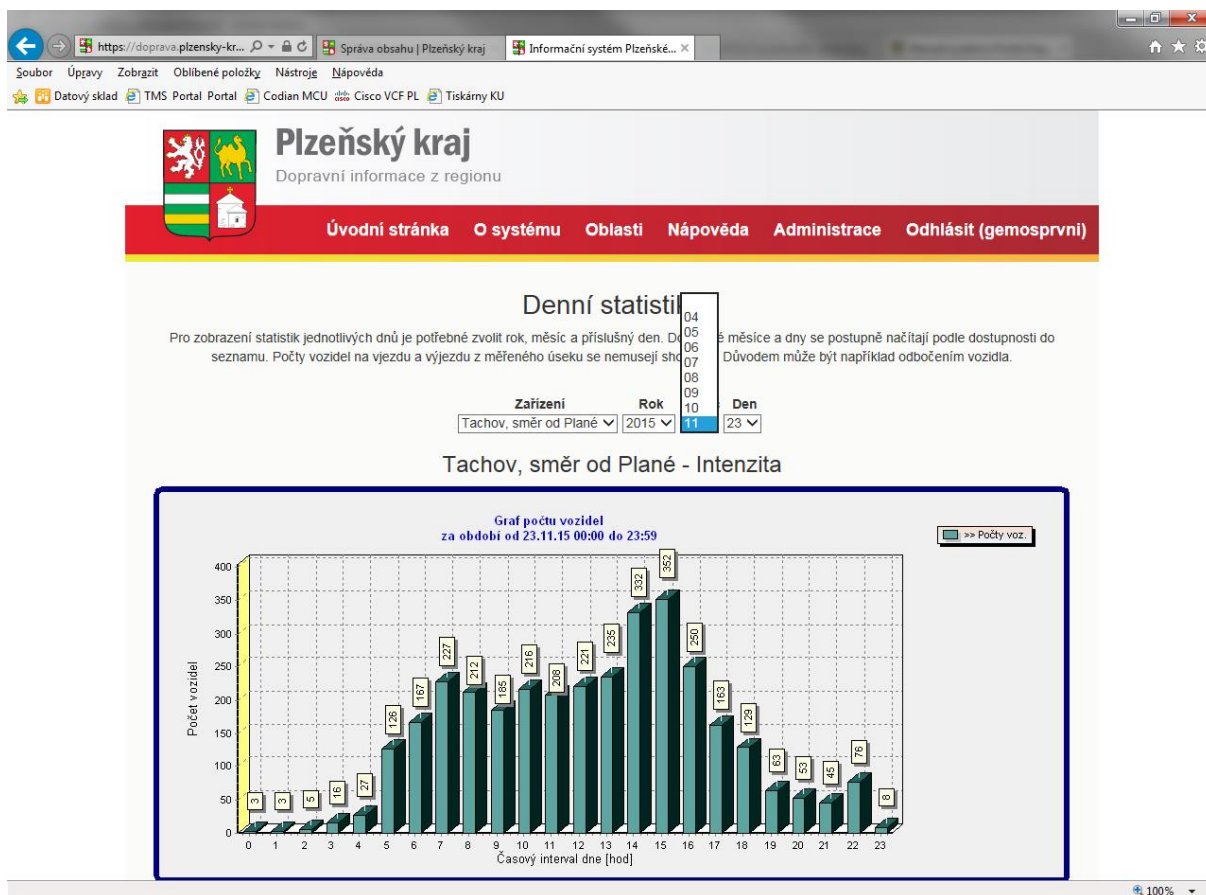 https://doprava.plzensky-kr...
Správa obsahu | Plzeňský kraj
Informační systém Plzeňské...
Soubor Úpravy Zobrazit Oblíbené položky Nástroje Nápověda
Datový sklad TMS Portal Portal Codian MCU Cisco VCF PL Tiskárny KU
Plzeňský kraj
Dopravní informace z regionu
Úvodní stránka O systému Oblasti Nápověda Administrace Odhlásit (gemosprvni)
Denní statistik
Pro zobrazení statistik jednotlivých dnů je potřebné zvolit rok, měsíc a příslušný den. é měsíce a dny se postupně načítají podle dostupnosti do
seznamu. Počty vozidel na vjezdu a výjezdu z měřeného úseku se nemusejí Důvodem může být například odbočením vozidla.
04
05
06
07
08
09
10
11
Zařízení Rok Den
Tachov, směr od Plané 2015 23
Tachov, směr od Plané - Intenzita
Graf počtu vozidel
za období od 23.11.15 00:00 do 23:59
>> Počty voz.
Počet vozidel
400
350
300
250
200
150
100
50
0
3 3 5 16 27 126 167 227 212 185 216 208 221 235 332 352 250 163 129 63 53 45 76 8
0 1 2 3 4 5 6 7 8 9 10 11 12 13 14 15 16 17 18 19 20 21 22 23
Časový interval dne [hod]
100%